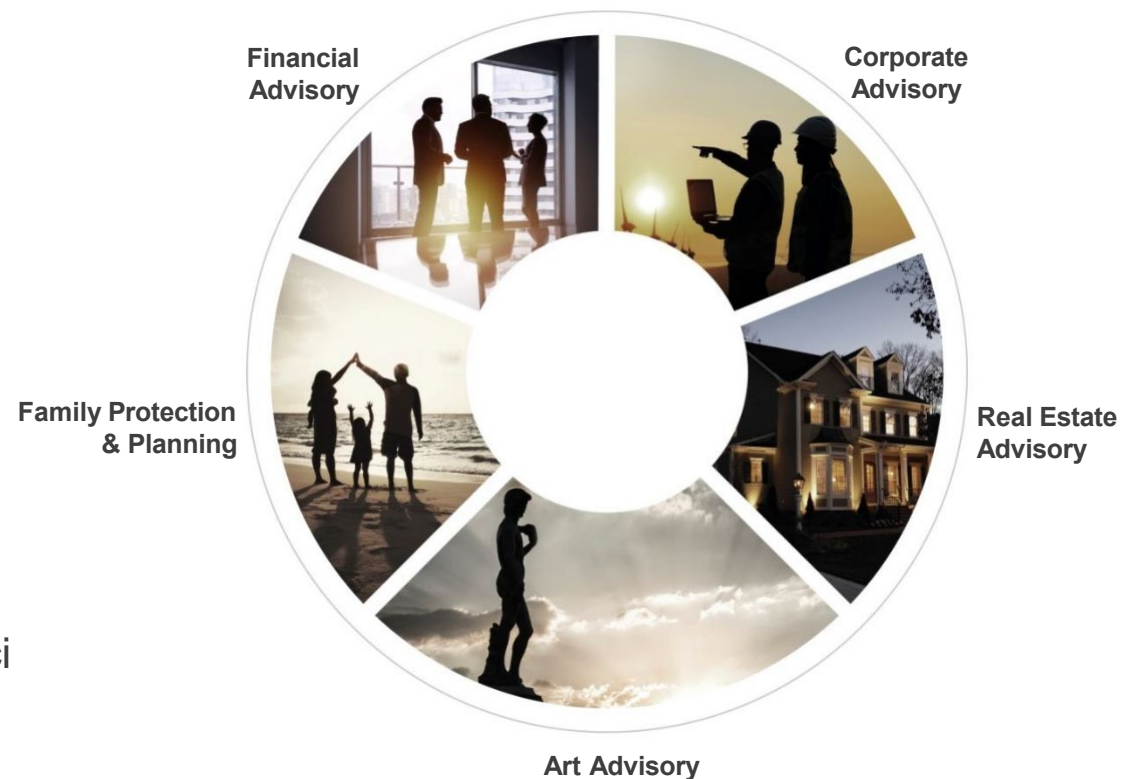 Financial
Advisory
Corporate
Advisory
Family Protection
& Planning
Real Estate
Advisory
Art Advisory